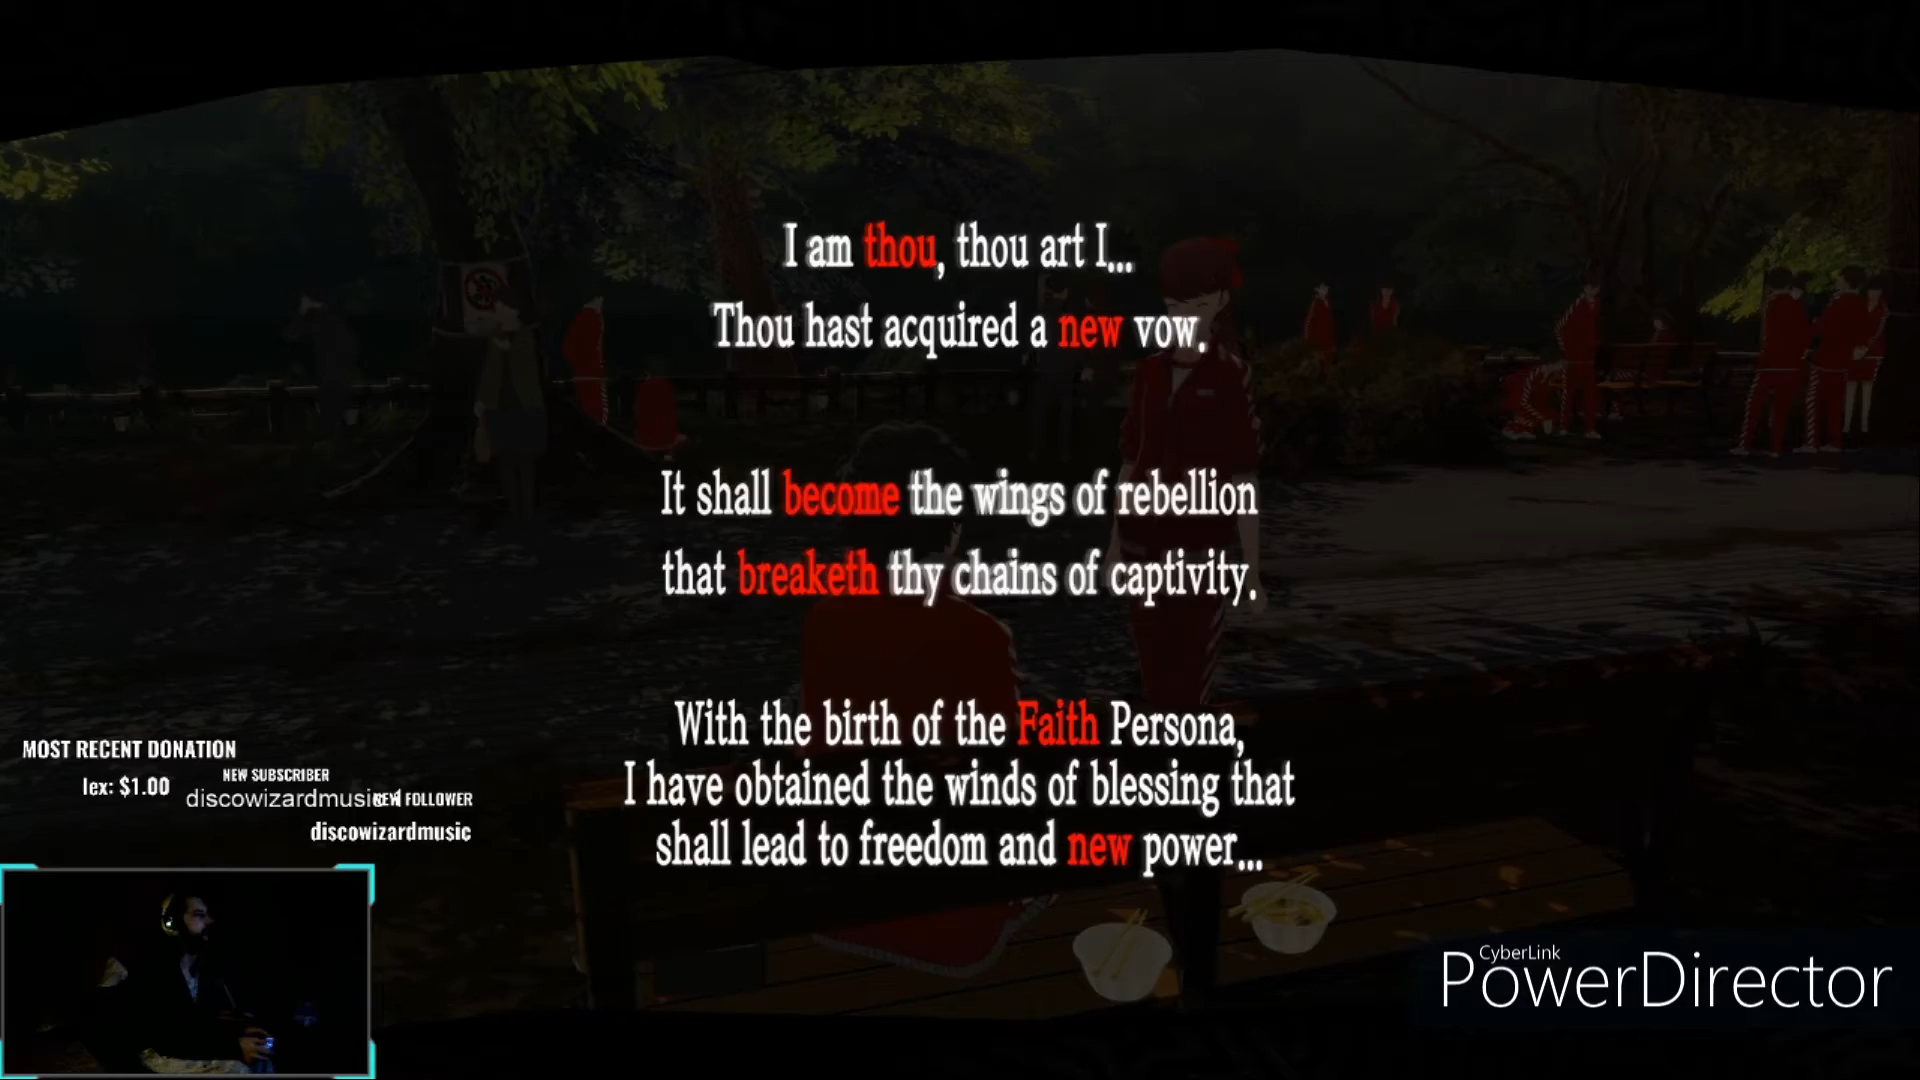 I am thou, thou art I...
Thou hast acquired a new vow.
It shall become the wings of rebellion
that breaketh thy chains of captivity.
With the birth of the Faith Persona,
I have obtained the winds of blessing that
shall lead to freedom and new power...
MOST RECENT DONATION
lex: $1.00
NEW SUBSCRIBER
discowizardmusic
NEW FOLLOWER
discowizardmusic
CyberLink
PowerDirector